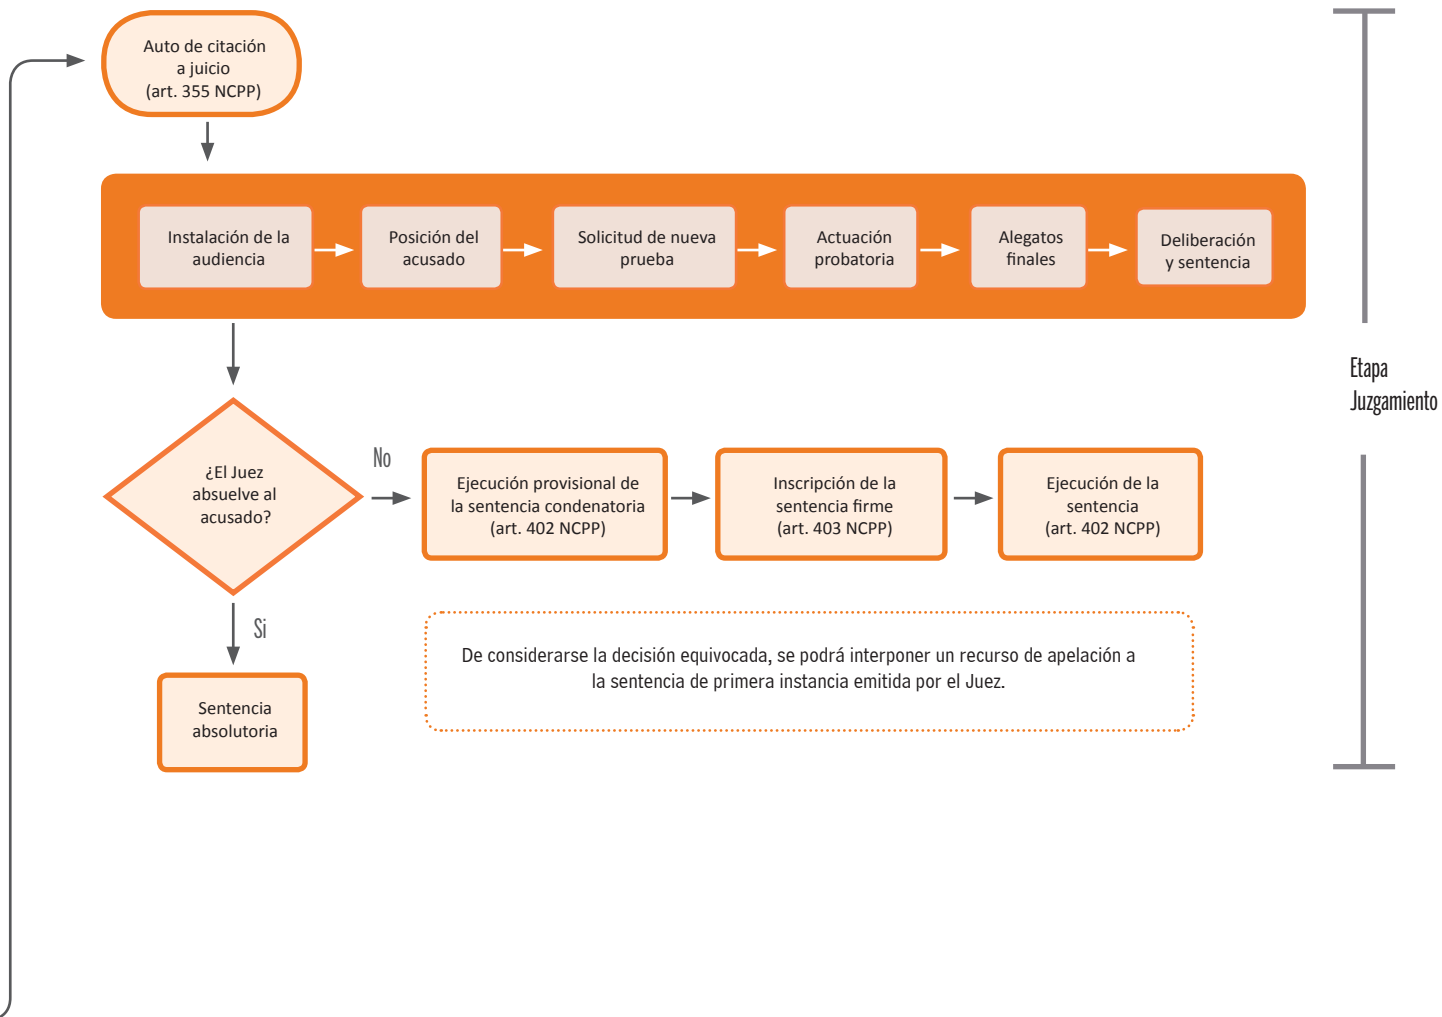 Auto de citación
a juicio
(art. 355 NCPP)
Instalación de la
audiencia
Posición del
acusado
Solicitud de nueva
prueba
Actuación
probatoria
Alegatos
finales
Deliberación
y sentencia
Etapa
Juzgamiento
¿El Juez
absuelve al
acusado?
No
Ejecución provisional de
la sentencia condenatoria
(art. 402 NCPP)
Inscripción de la
sentencia firme
(art. 403 NCPP)
Ejecución de la
sentencia
(art. 402 NCPP)
Si
De considerarse la decisión equivocada, se podrá interponer un recurso de apelación a
la sentencia de primera instancia emitida por el Juez.
Sentencia
absolutoria